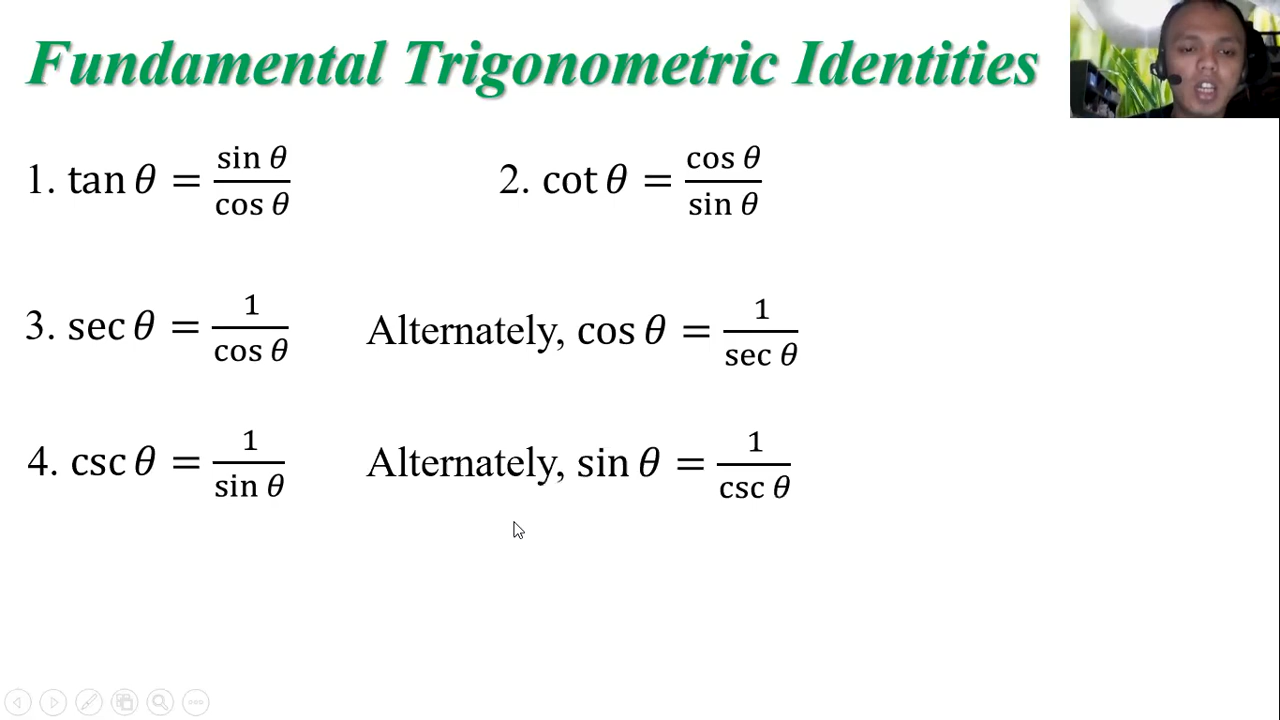 Fundamental Trigonometric Identities
1. tan θ = sin θ / cos θ
2. cot θ = cos θ / sin θ
3. sec θ = 1 / cos θ
Alternately, cos θ = 1 / sec θ
4. csc θ = 1 / sin θ
Alternately, sin θ = 1 / csc θ